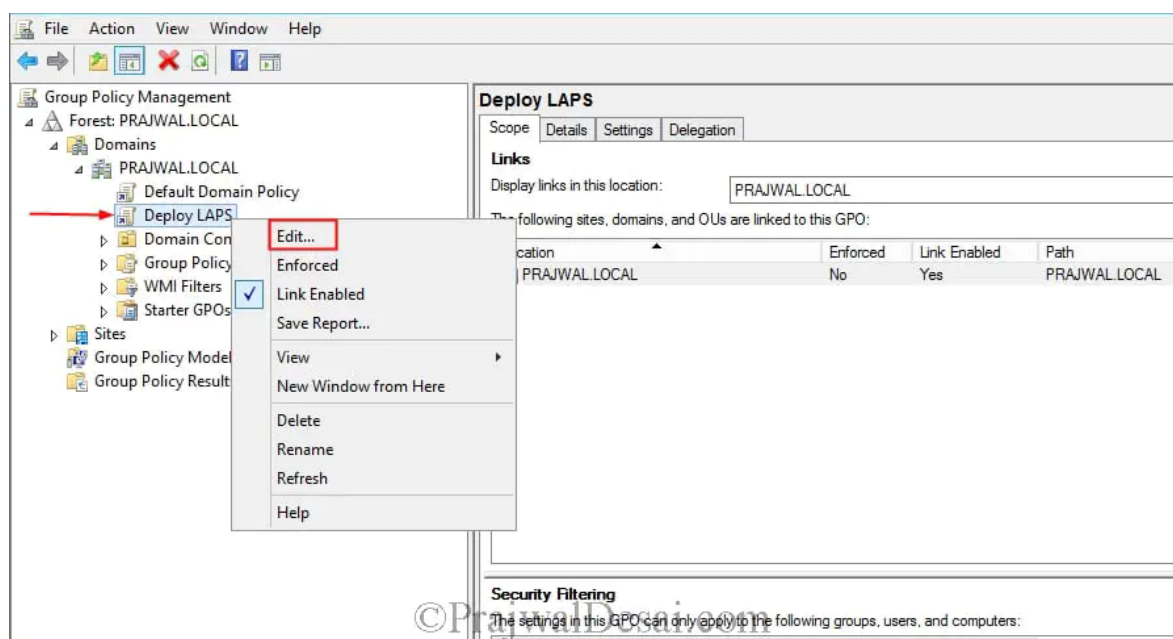 File Action View Window Help
Group Policy Management
Forest: PRAJWAL.LOCAL
Domains
PRAJWAL.LOCAL
Default Domain Policy
Deploy LAPS
Domain Con
Group Policy
WMI Filters
Starter GPOs
Sites
Group Policy Model
Group Policy Result
Edit...
Enforced
Link Enabled
Save Report...
View
New Window from Here
Delete
Rename
Refresh
Help
Deploy LAPS
Scope Details Settings Delegation
Links
Display links in this location: PRAJWAL.LOCAL
The following sites, domains, and OUs are linked to this GPO:
cation Enforced Link Enabled Path
PRAJWAL.LOCAL No Yes PRAJWAL.LOCAL
Security Filtering
The settings in this GPO can only apply to the following groups, users, and computers:
©PrajwalDesai.com